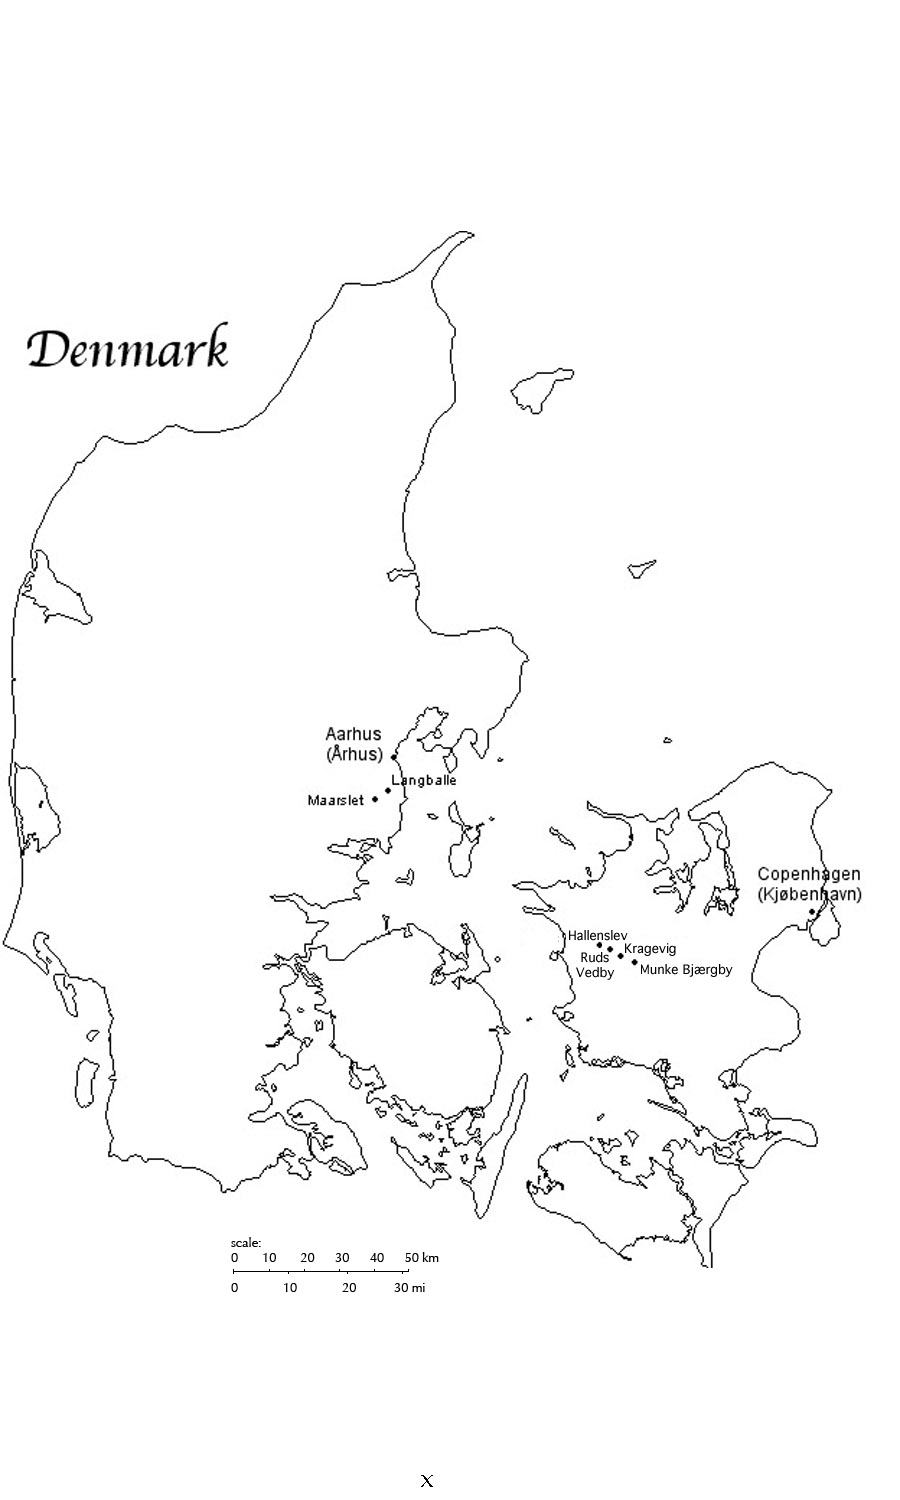 Denmark
Aarhus
(Århus)
Langballe
Maarslet
Copenhagen
(Kjøbenhavn)
Hallenslev
Kragevig
Ruds
Vedby
Munke Bjærgby
scale:
0 10 20 30 40 50 km
0 10 20 30 mi
x